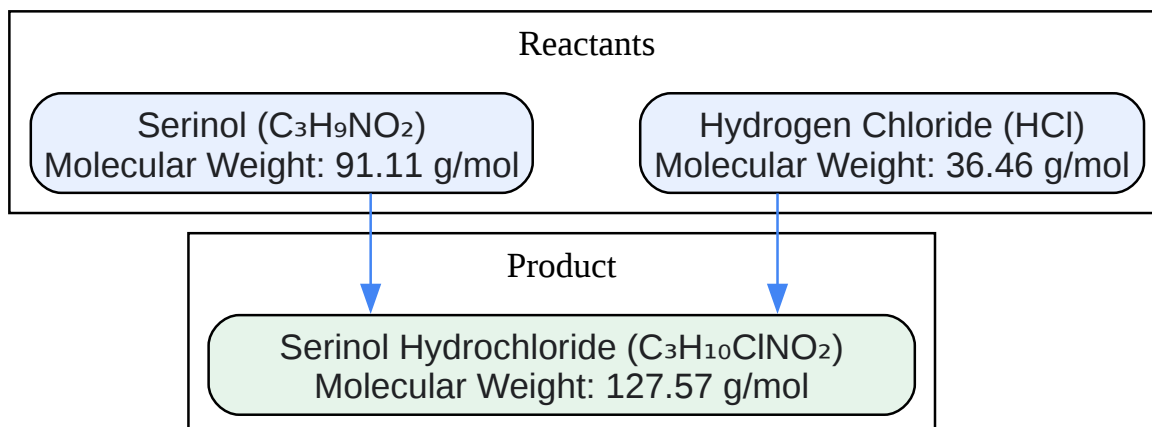 Reactants
Serinol (C₃H₉NO₂)
Molecular Weight: 91.11 g/mol
Hydrogen Chloride (HCl)
Molecular Weight: 36.46 g/mol
Product
Serinol Hydrochloride (C₃H₁₀ClNO₂)
Molecular Weight: 127.57 g/mol